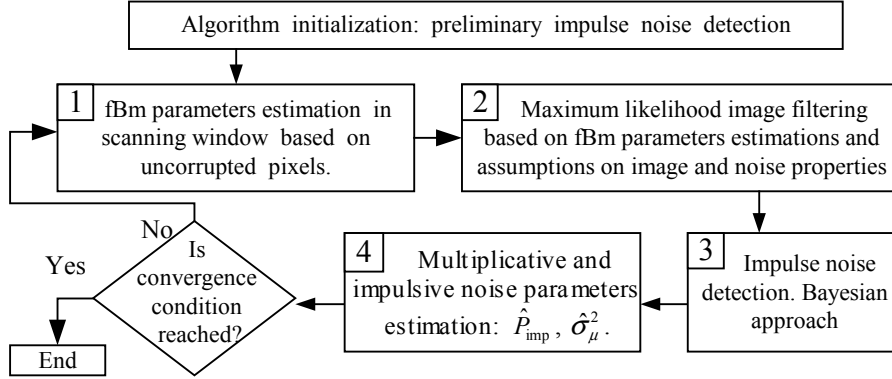 Algorithm initialization: preliminary impulse noise detection
1
fBm parameters estimation in
scanning window based on
uncorrupted pixels.
2
Maximum likelihood image filtering
based on fBm parameters estimations and
assumptions on image and noise properties
3
Impulse noise
detection. Bayesian
approach
4
Multiplicative and
impulsive noise parameters
estimation: P̂imp , σ̂μ² .
Is
convergence
condition
reached?
No
Yes
End